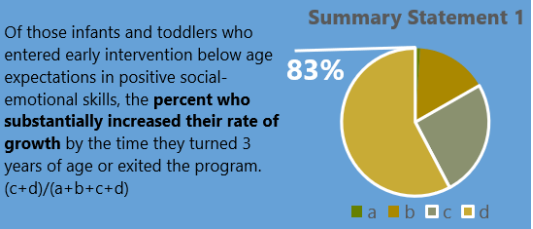 Summary Statement 1
Of those infants and toddlers who
entered early intervention below age
expectations in positive social-
emotional skills, the percent who
substantially increased their rate of
growth by the time they turned 3
years of age or exited the program.
(c+d)/(a+b+c+d)
83%
a b c d